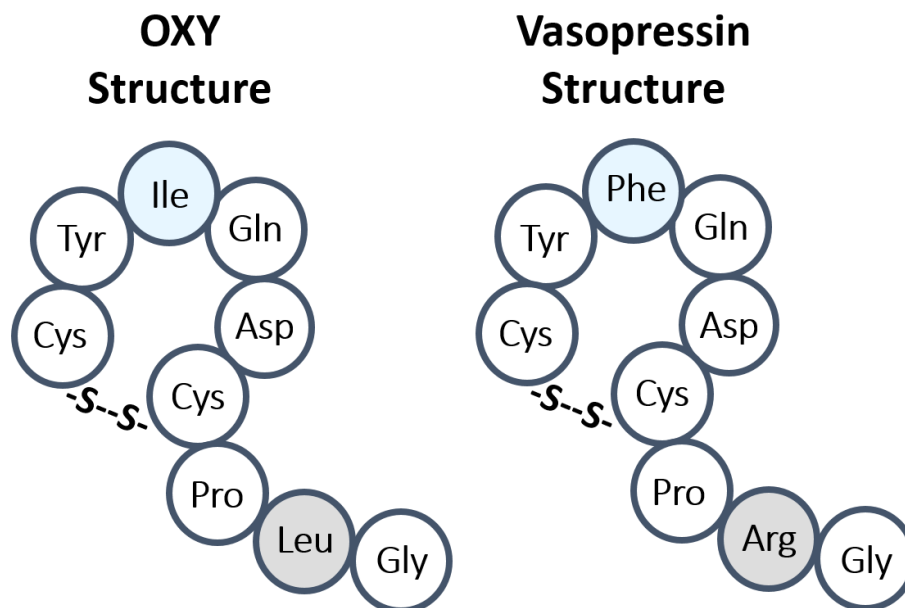 OXY
Structure
Ile
Tyr
Gln
Cys
Asp
Cys
-S---S-
Pro
Leu
Gly
Vasopressin
Structure
Phe
Tyr
Gln
Cys
Asp
Cys
-S---S-
Pro
Arg
Gly